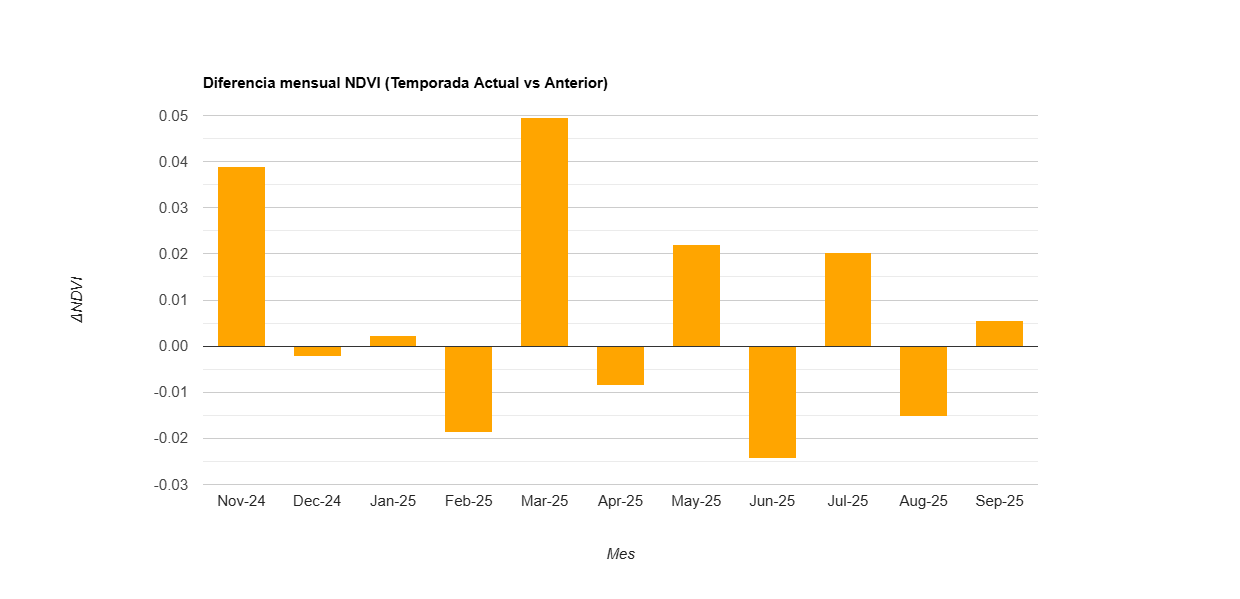 Diferencia mensual NDVI (Temporada Actual vs Anterior)
0.05
0.04
0.03
0.02
0.01
0.00
-0.01
-0.02
-0.03
ΔNDVI
Nov-24 Dec-24 Jan-25 Feb-25 Mar-25 Apr-25 May-25 Jun-25 Jul-25 Aug-25 Sep-25
Mes